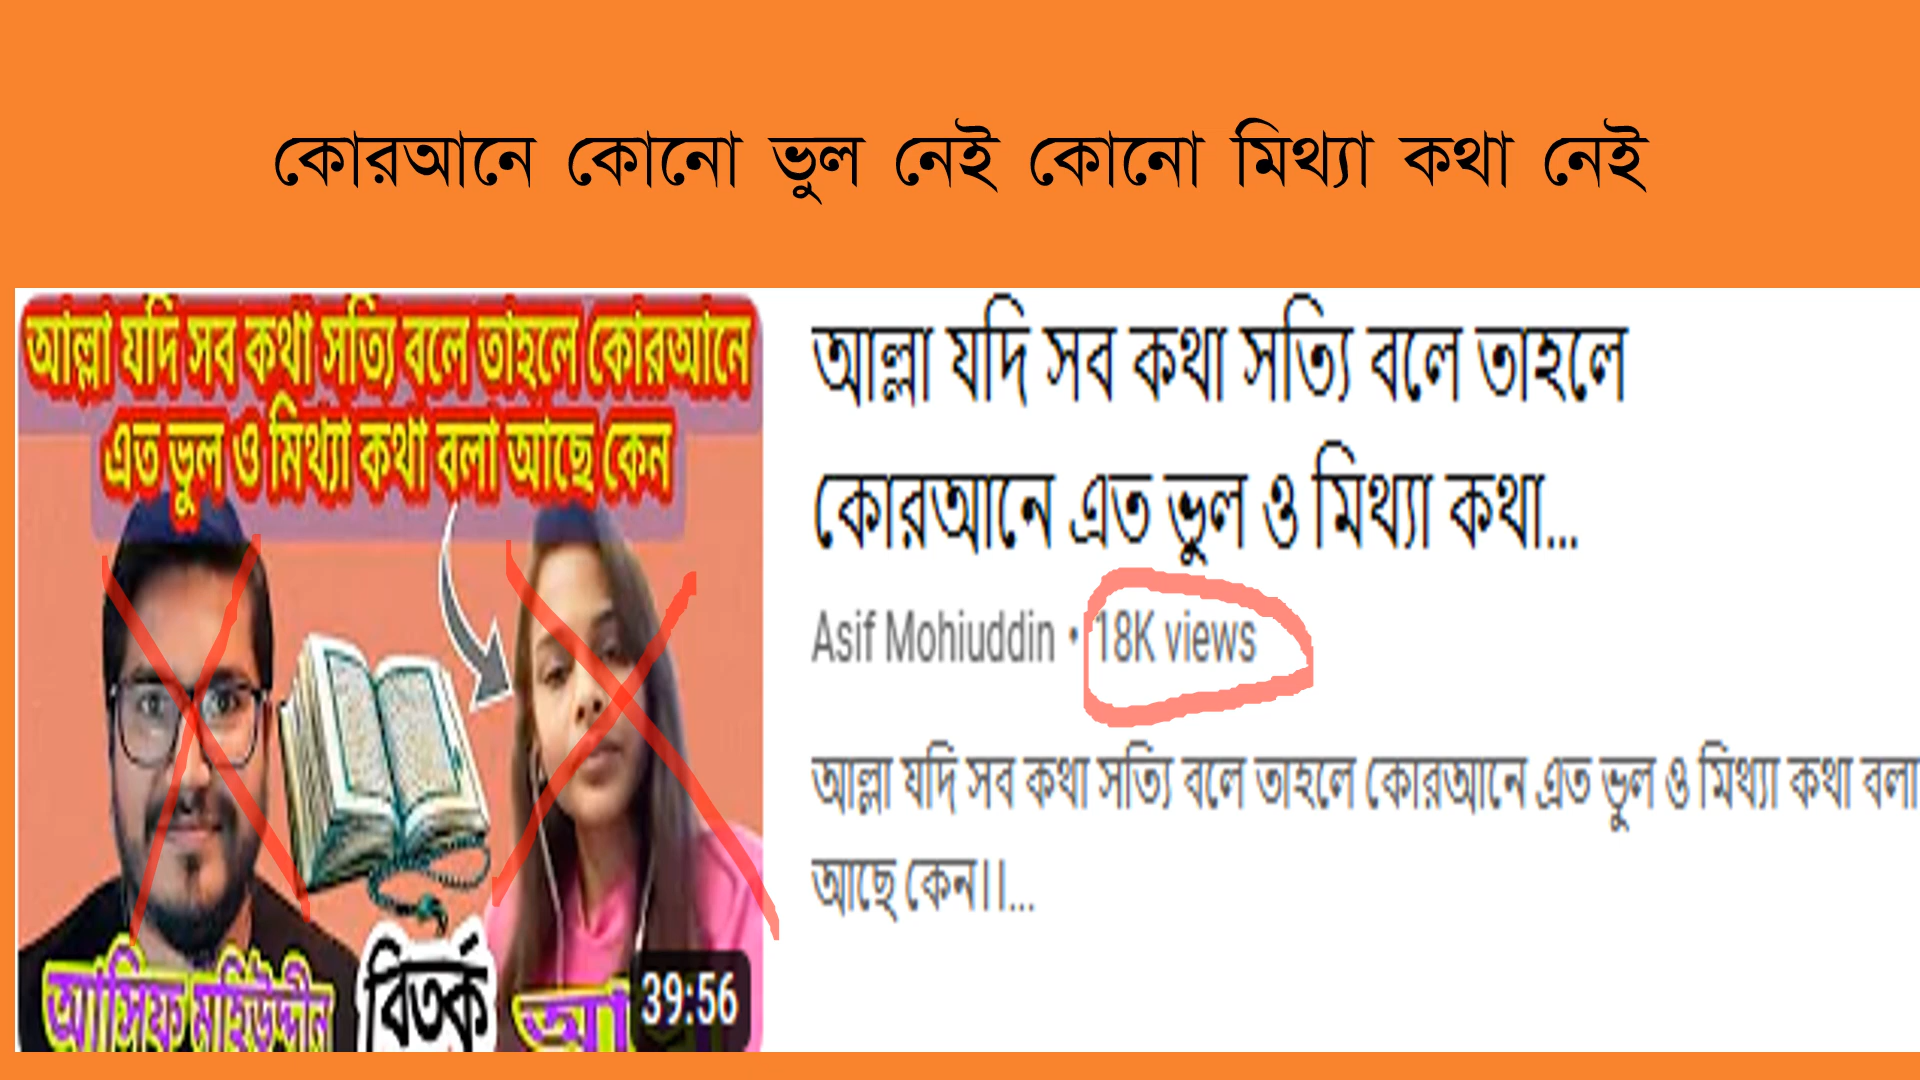 কোরআনে কোনো ভুল নেই কোনো মিথ্যা কথা নেই
আল্লা যদি সব কথা সত্যি বলে তাহলে কোরআনে
এত ভুল ও মিথ্যা কথা বলা আছে কেন
আসিফ মহিউদ্দীন
বিতর্ক
39:56
আল্লা যদি সব কথা সত্যি বলে তাহলে
কোরআনে এত ভুল ও মিথ্যা কথা...
Asif Mohiuddin • 18K views
আল্লা যদি সব কথা সত্যি বলে তাহলে কোরআনে এত ভুল ও মিথ্যা কথা বলা
আছে কেন।।...